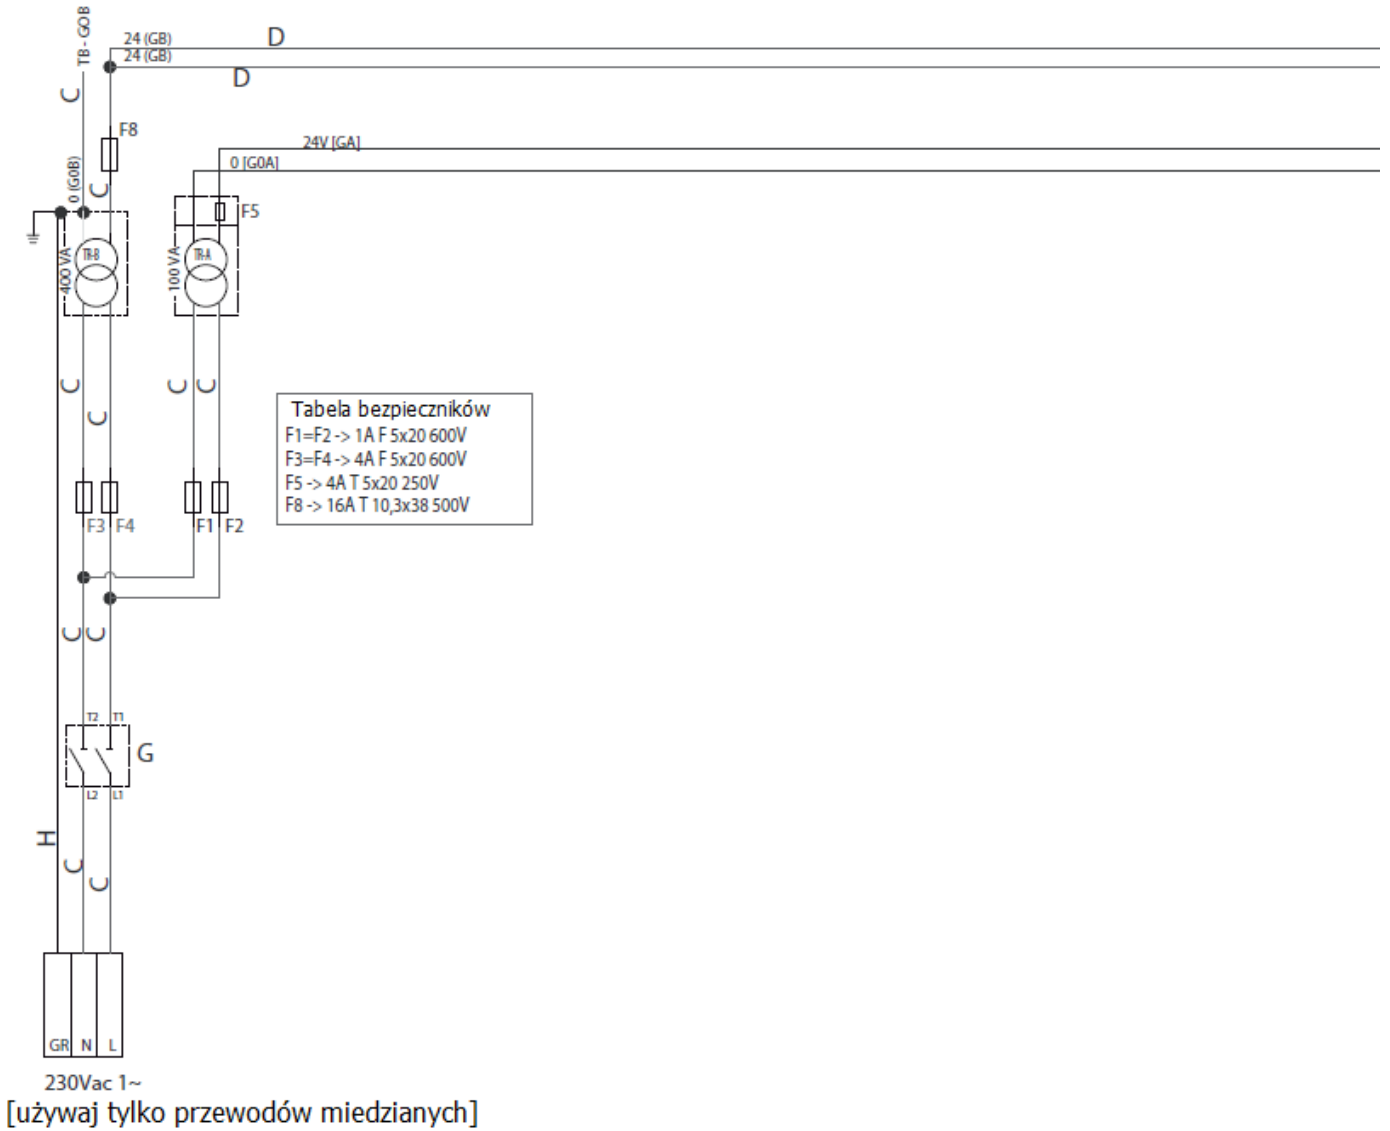 TB - GOB
24 (GB)
D
24 (GB)
D
C
F8
24V [GA]
0 [G0A]
0 (G0B)
C
F5
400 VA
TR-B
100 VA
TR-A
C
C
C
C
Tabela bezpieczników
F1=F2 -> 1A F 5x20 600V
F3=F4 -> 4A F 5x20 600V
F5 -> 4A T 5x20 250V
F8 -> 16A T 10,3x38 500V
F3 F4
F1 F2
C C
T2 T1
G
L2 L1
H
C
C
GR N L
230Vac 1~
[używaj tylko przewodów miedzianych]